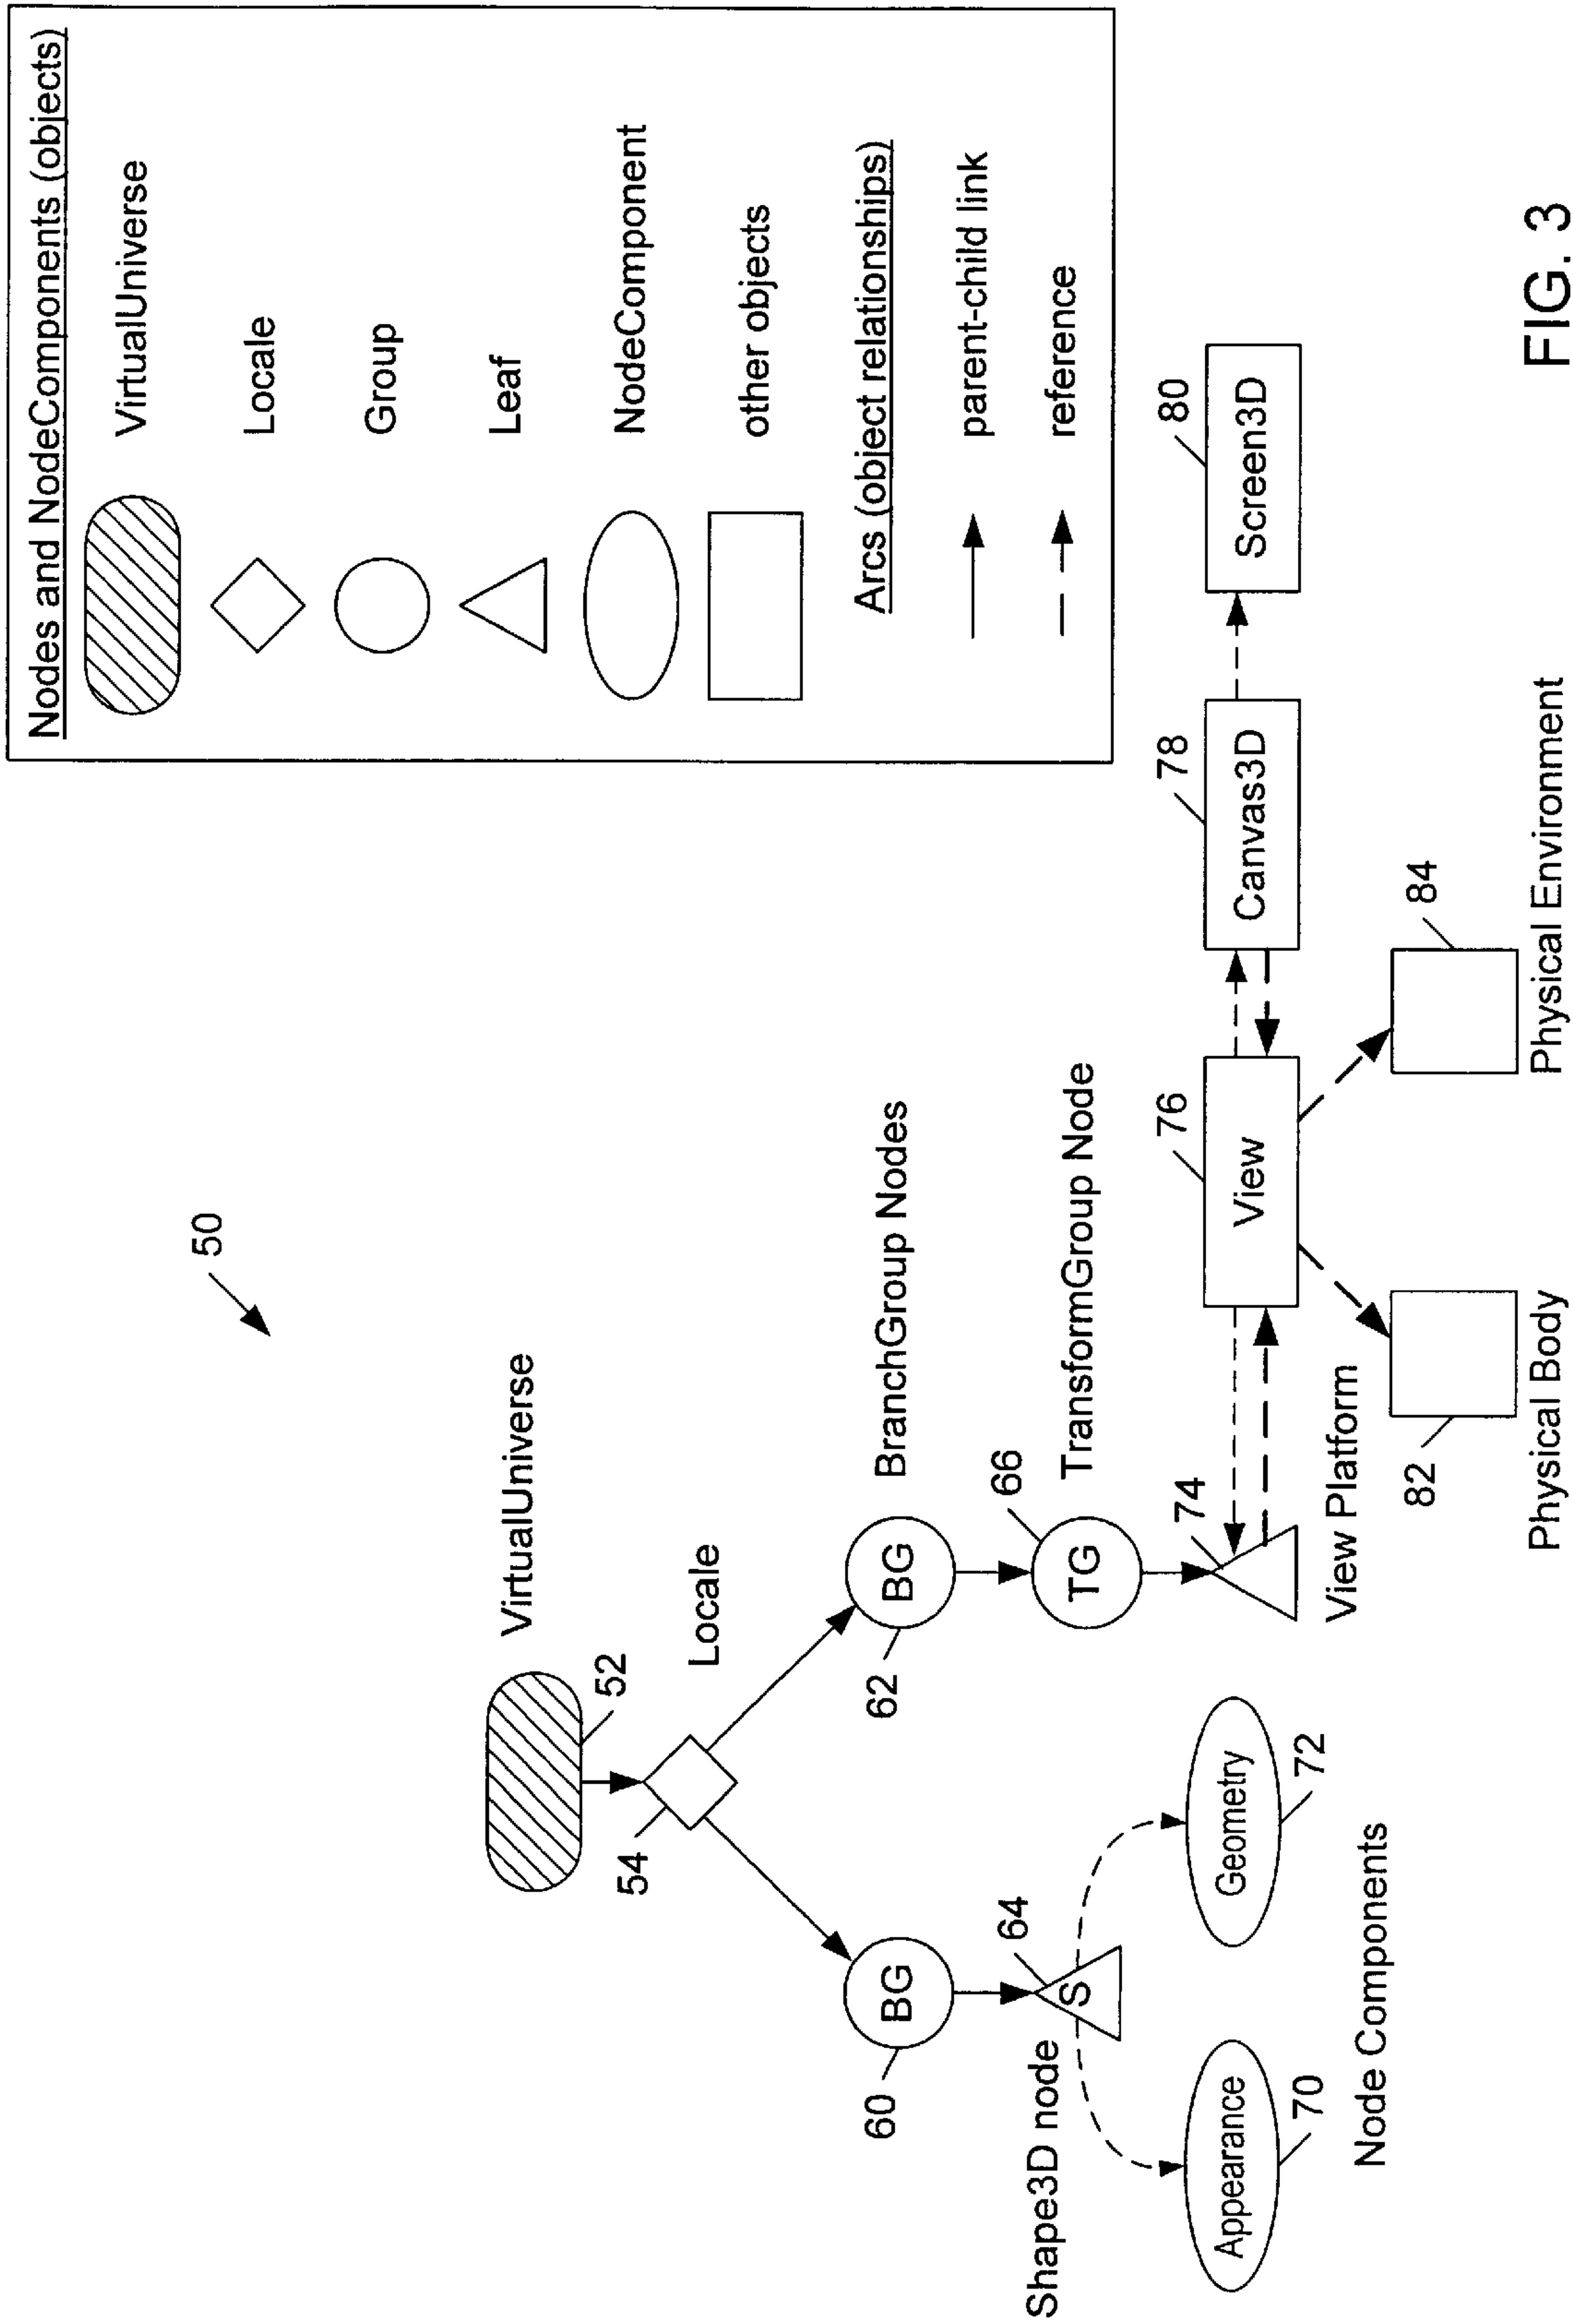 50
Nodes and NodeComponents (objects)
VirtualUniverse
Locale
Group
Leaf
NodeComponent
other objects
Arcs (object relationships)
parent-child link
reference
VirtualUniverse
52
Locale
54
BranchGroup Nodes
BG
60
BG
62
TransformGroup Node
TG
66
Shape3D node
S
64
74
View Platform
View
76
Canvas3D
78
Screen3D
80
Appearance
70
Geometry
72
Node Components
82
Physical Body
84
Physical Environment
FIG. 3